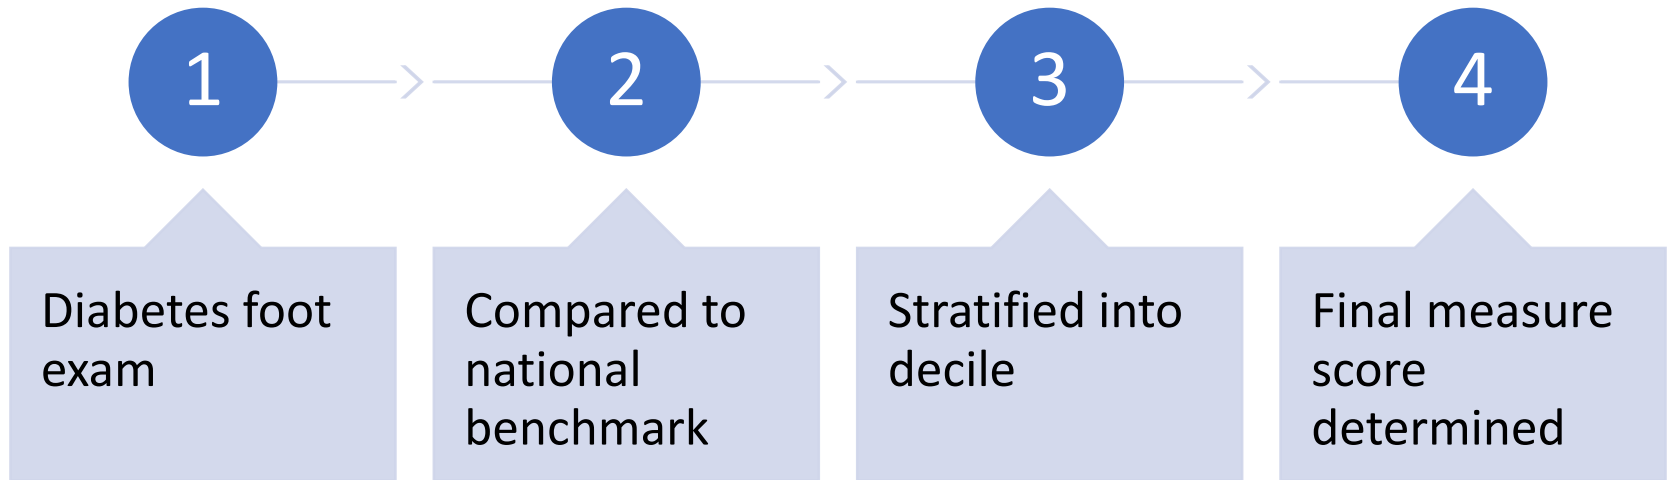 1
2
3
4
Diabetes foot
exam
Compared to
national
benchmark
Stratified into
decile
Final measure
score
determined